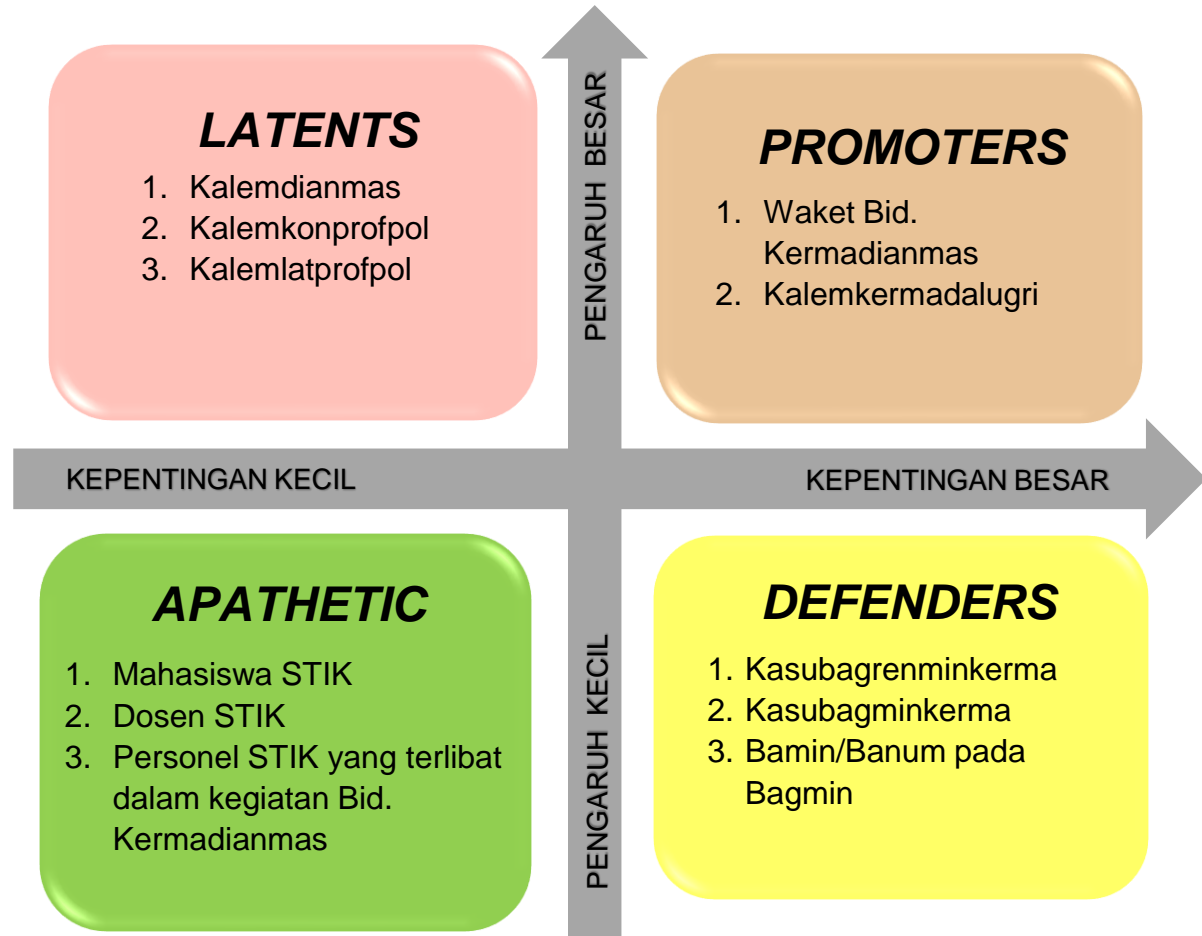 LATENTS
1. Kalemdianmas
2. Kalemkonprofpol
3. Kalemlatprofpol
PENGARUH BESAR
PROMOTERS
1. Waket Bid.
Kermadianmas
2. Kalemkermadalugri
KEPENTINGAN KECIL
KEPENTINGAN BESAR
APATHETIC
1. Mahasiswa STIK
2. Dosen STIK
3. Personel STIK yang terlibat
dalam kegiatan Bid.
Kermadianmas
PENGARUH KECIL
DEFENDERS
1. Kasubagrenminkerma
2. Kasubagminkerma
3. Bamin/Banum pada
Bagmin